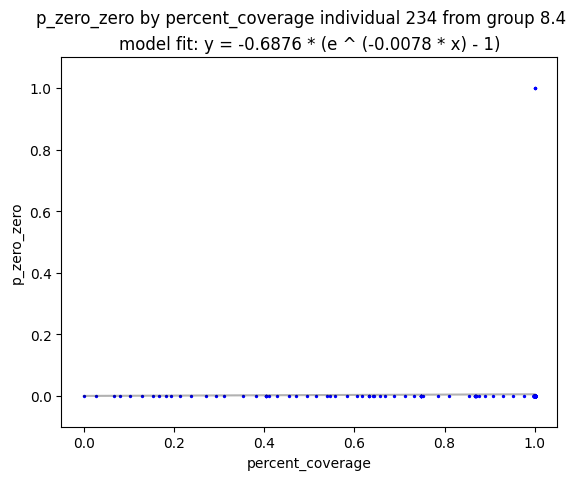 p_zero_zero by percent_coverage individual 234 from group 8.4
model fit: y = -0.6876 * (e ^ (-0.0078 * x) - 1)
1.0
0.8
0.6
0.4
0.2
0.0
p_zero_zero
0.0 0.2 0.4 0.6 0.8 1.0
percent_coverage